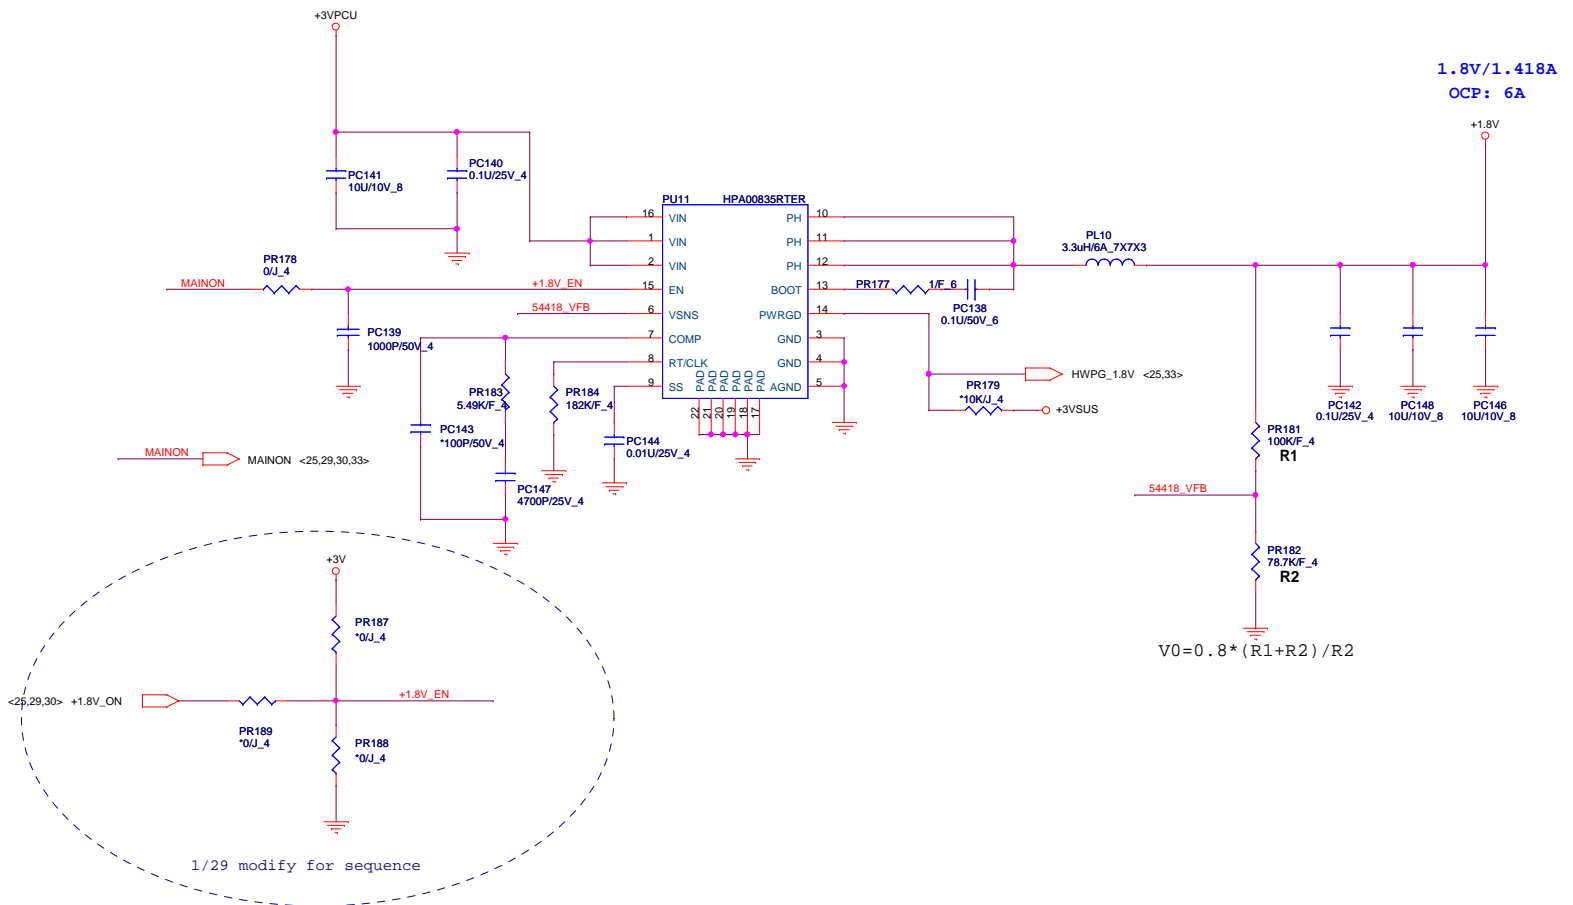 +3VPCU
1.8V/1.418A
OCP: 6A
+1.8V
PC141
10U/10V_8
PC140
0.1U/25V_4
PU11
HPA00835RTER
16
VIN
PH
10
1
VIN
PH
11
2
VIN
PH
12
15
EN
BOOT
13
6
VSNS
PWRGD
14
7
COMP
GND
3
8
RT/CLK
GND
4
9
SS
AGND
5
PAD
PAD
PAD
PAD
PAD
PAD
22
21
20
19
18
17
PL10
3.3uH/6A_7X7X3
PR178
0/J_4
MAINON
+1.8V_EN
54418_VFB
PR177
1/F_6
PC138
0.1U/50V_6
PC139
1000P/50V_4
PR183
5.49K/F_4
PR184
182K/F_4
HWPG_1.8V <25,33>
PR179
*10K/J_4
+3VSUS
PC142
0.1U/25V_4
PC148
10U/10V_8
PC146
10U/10V_8
PC143
*100P/50V_4
PC144
0.01U/25V_4
PR181
100K/F_4
R1
MAINON
MAINON <25,29,30,33>
PC147
4700P/25V_4
54418_VFB
PR182
78.7K/F_4
R2
V0=0.8*(R1+R2)/R2
+3V
PR187
*0/J_4
<25,29,30> +1.8V_ON
+1.8V_EN
PR189
*0/J_4
PR188
*0/J_4
1/29 modify for sequence